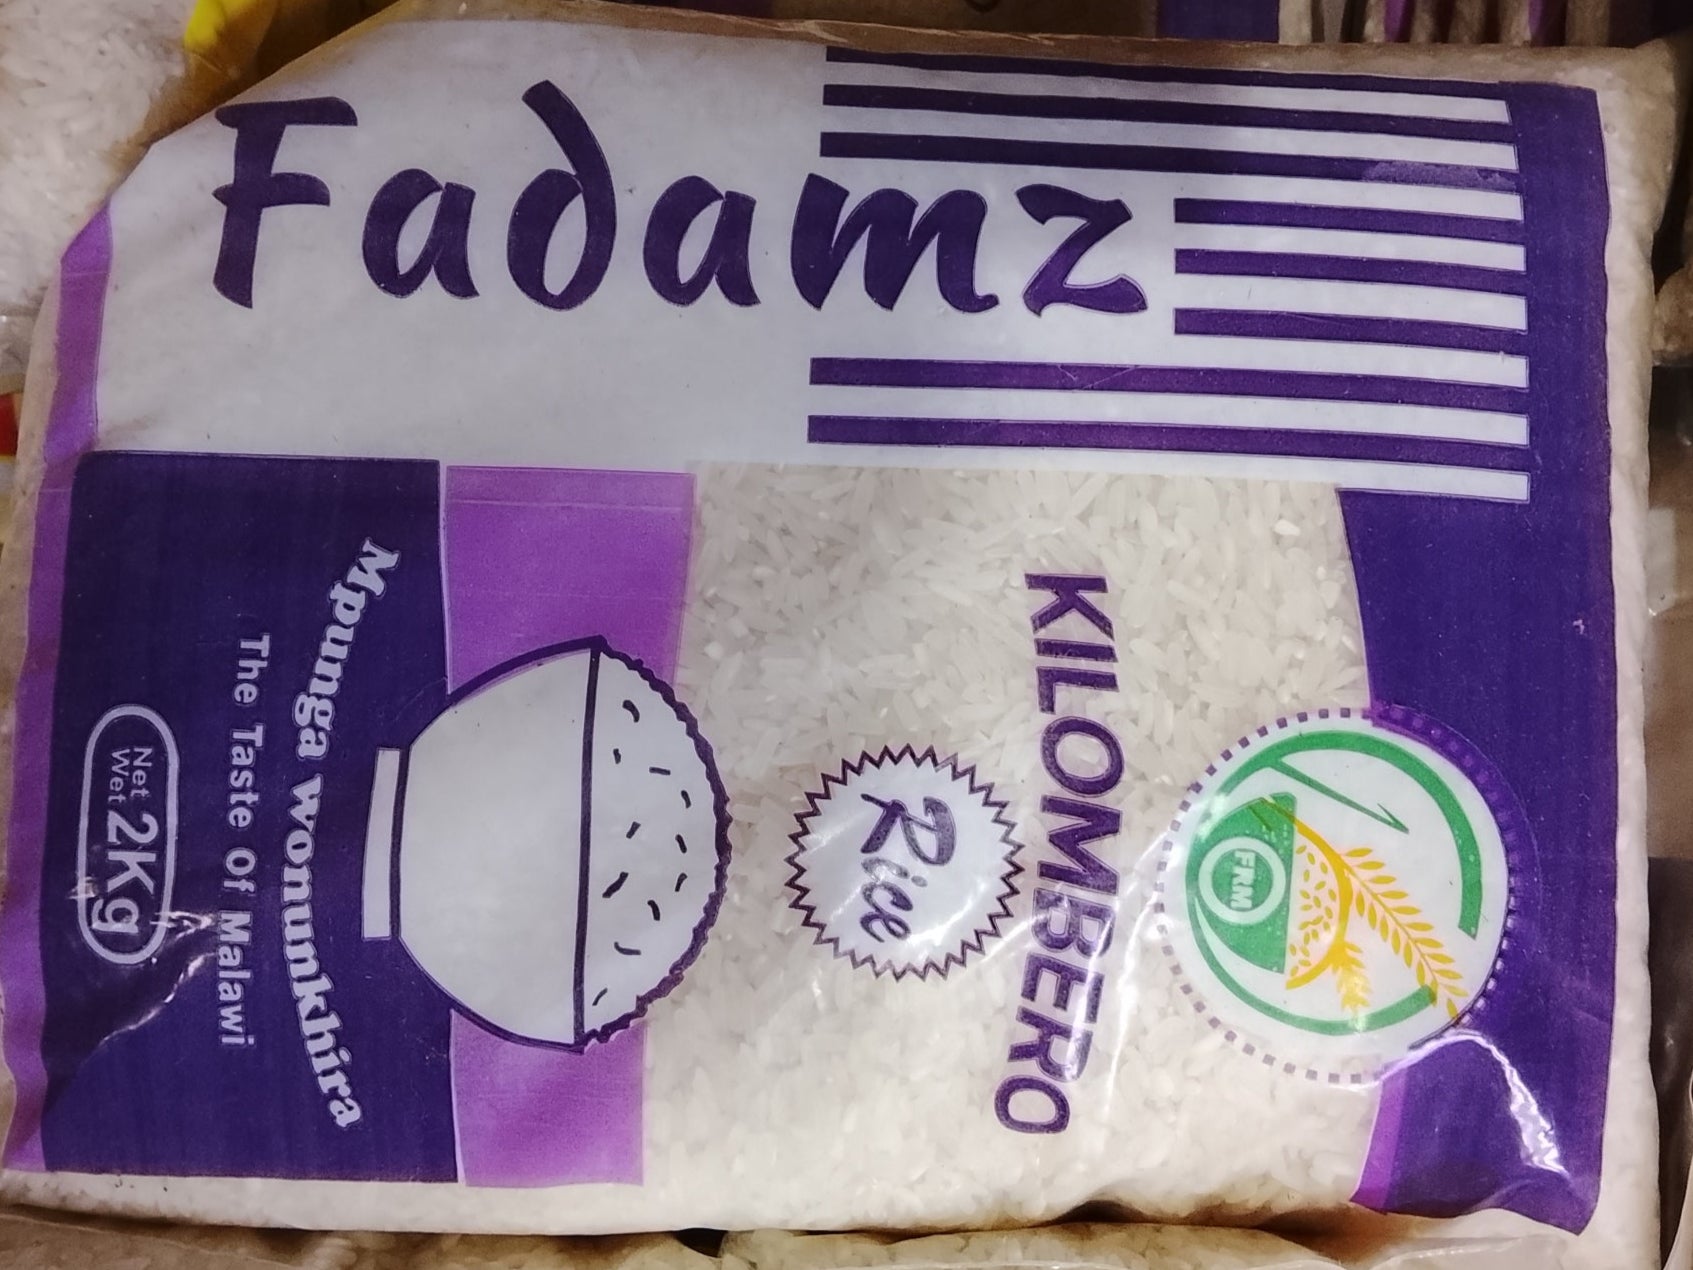 Fadamz
FRM
KILOMBERO
Rice
Mpunga wonunkhira
The Taste Of Malawi
Net
Wet 2Kg